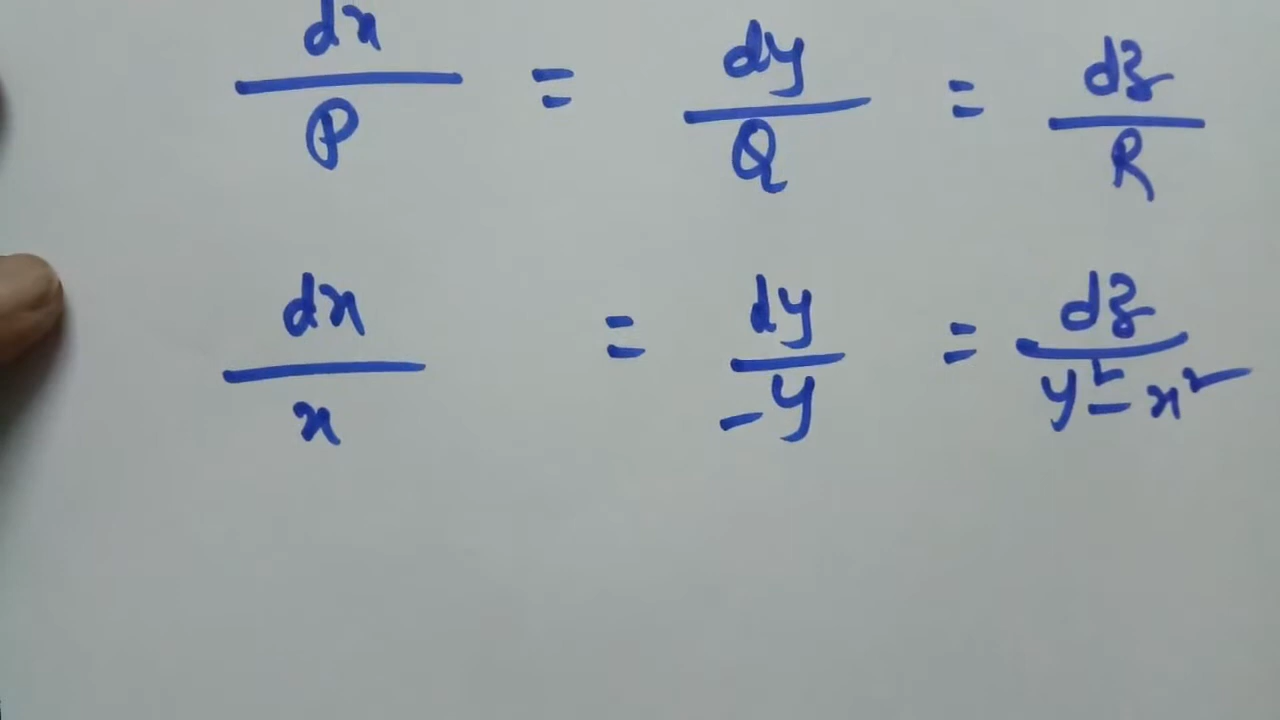 dx/P = dy/Q = dz/R
dx/x = dy/-y = dz/y²-x²